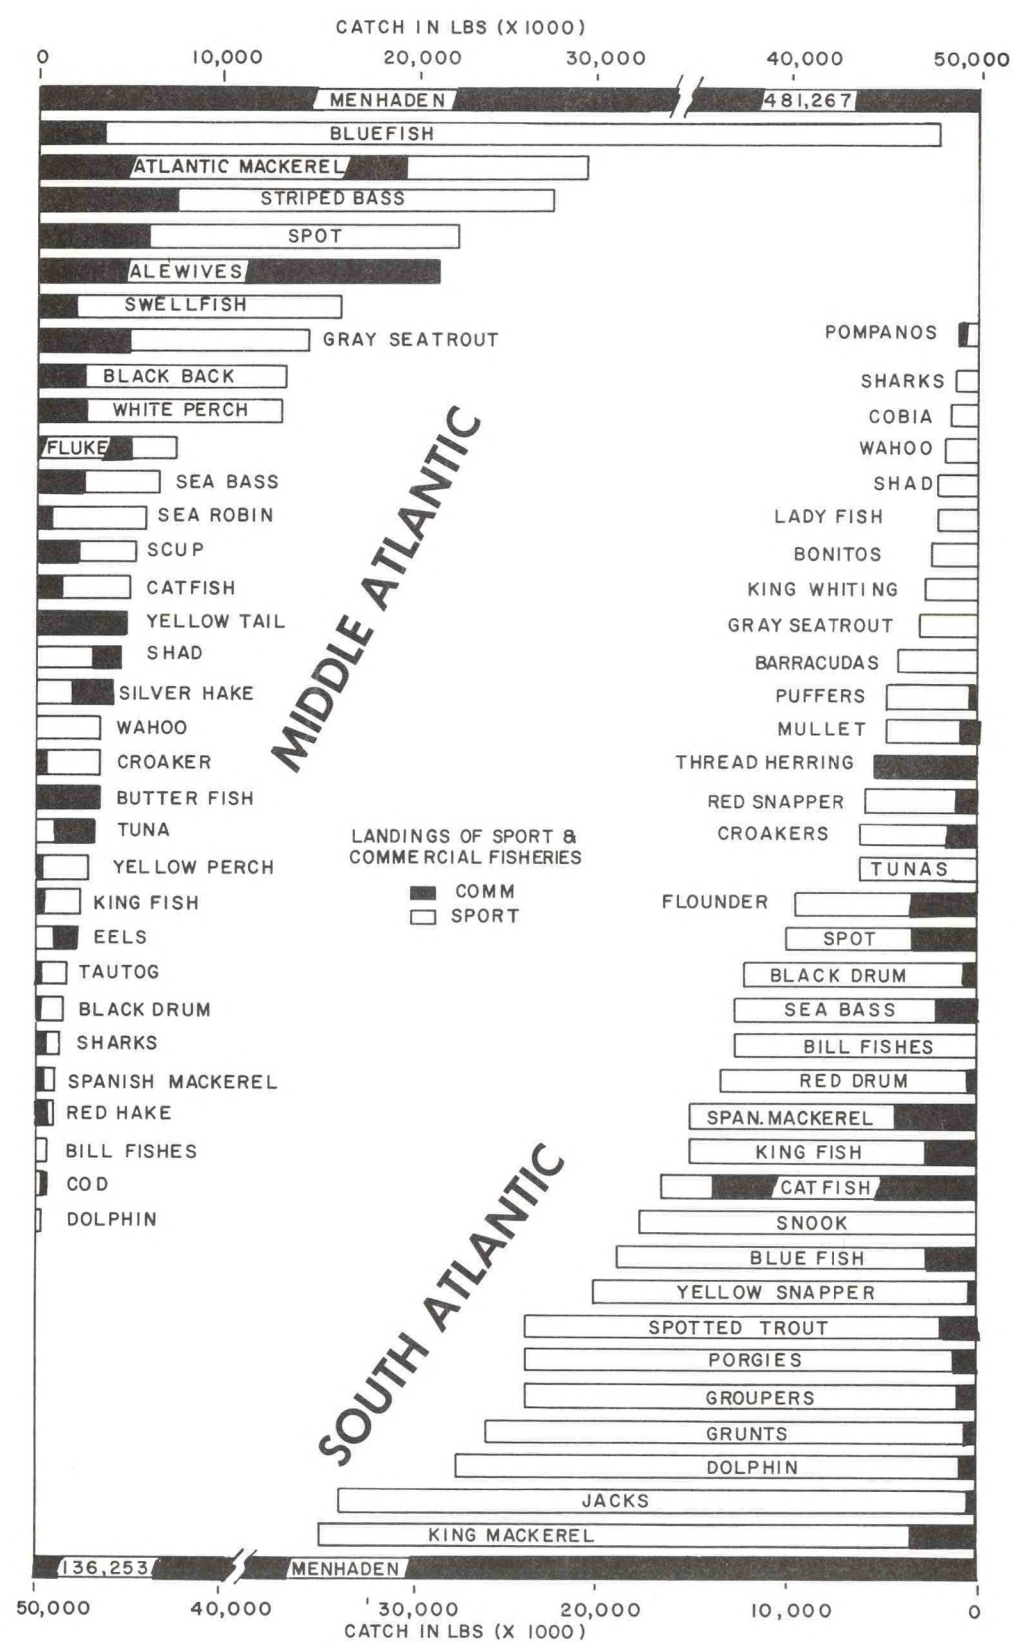 CATCH IN LBS (X1000)
0 10,000 20,000 30,000 40,000 50,000
MENHADEN 481,267
BLUEFISH
ATLANTIC MACKEREL
STRIPED BASS
SPOT
ALEWIVES
SWELLFISH
GRAY SEATROUT
BLACK BACK
WHITE PERCH
FLUKE
SEA BASS
SEA ROBIN
SCUP
CATFISH
YELLOW TAIL
SHAD
SILVER HAKE
WAHOO
CROAKER
BUTTER FISH
TUNA
YELLOW PERCH
KING FISH
EELS
TAUTOG
BLACK DRUM
SHARKS
SPANISH MACKEREL
RED HAKE
BILL FISHES
COD
DOLPHIN
MIDDLE ATLANTIC
LANDINGS OF SPORT &
COMMERCIAL FISHERIES
COMM
SPORT
POMPANOS
SHARKS
COBIA
WAHOO
SHAD
LADY FISH
BONITOS
KING WHITING
GRAY SEATROUT
BARRACUDAS
PUFFERS
MULLET
THREAD HERRING
RED SNAPPER
CROAKERS
TUNAS
FLOUNDER
SPOT
BLACK DRUM
SEA BASS
BILL FISHES
RED DRUM
SPAN. MACKEREL
KING FISH
CATFISH
SNOOK
BLUE FISH
YELLOW SNAPPER
SPOTTED TROUT
PORGIES
GROUPERS
GRUNTS
DOLPHIN
JACKS
KING MACKEREL
SOUTH ATLANTIC
136,253 MENHADEN
50,000 40,000 30,000 20,000 10,000 0
CATCH IN LBS (X 1000)